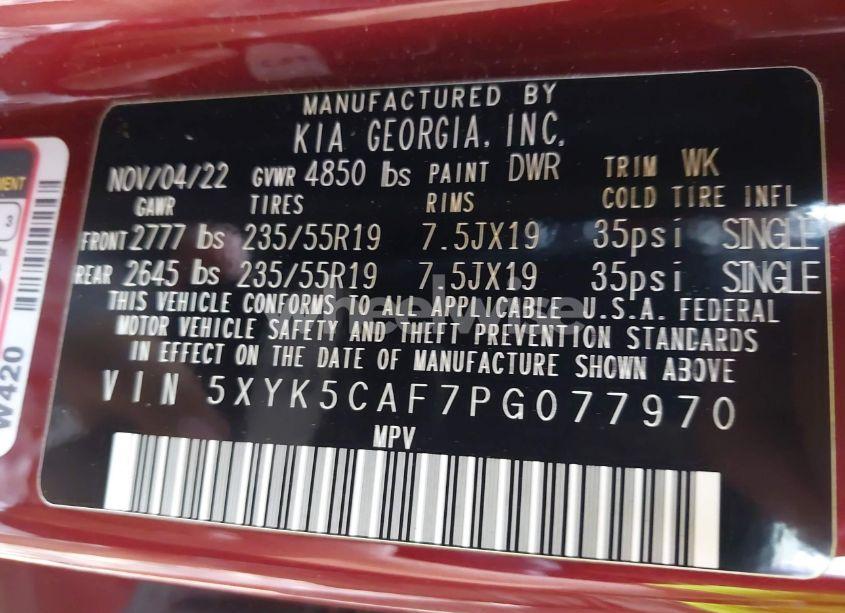 MANUFACTURED BY
KIA GEORGIA, INC.
NOV/04/22 GVWR 4850 lbs PAINT DWR TRIM WK
GAWR TIRES RIMS COLD TIRE INFL
FRONT 2777 lbs 235/55R19 7.5JX19 35psi SINGLE
REAR 2645 lbs 235/55R19 7.5JX19 35psi SINGLE
THIS VEHICLE CONFORMS TO ALL APPLICABLE U.S.A. FEDERAL
MOTOR VEHICLE SAFETY AND THEFT PREVENTION STANDARDS
IN EFFECT ON THE DATE OF MANUFACTURE SHOWN ABOVE
VIN 5XYK5CAF7PG077970
MPV
W420